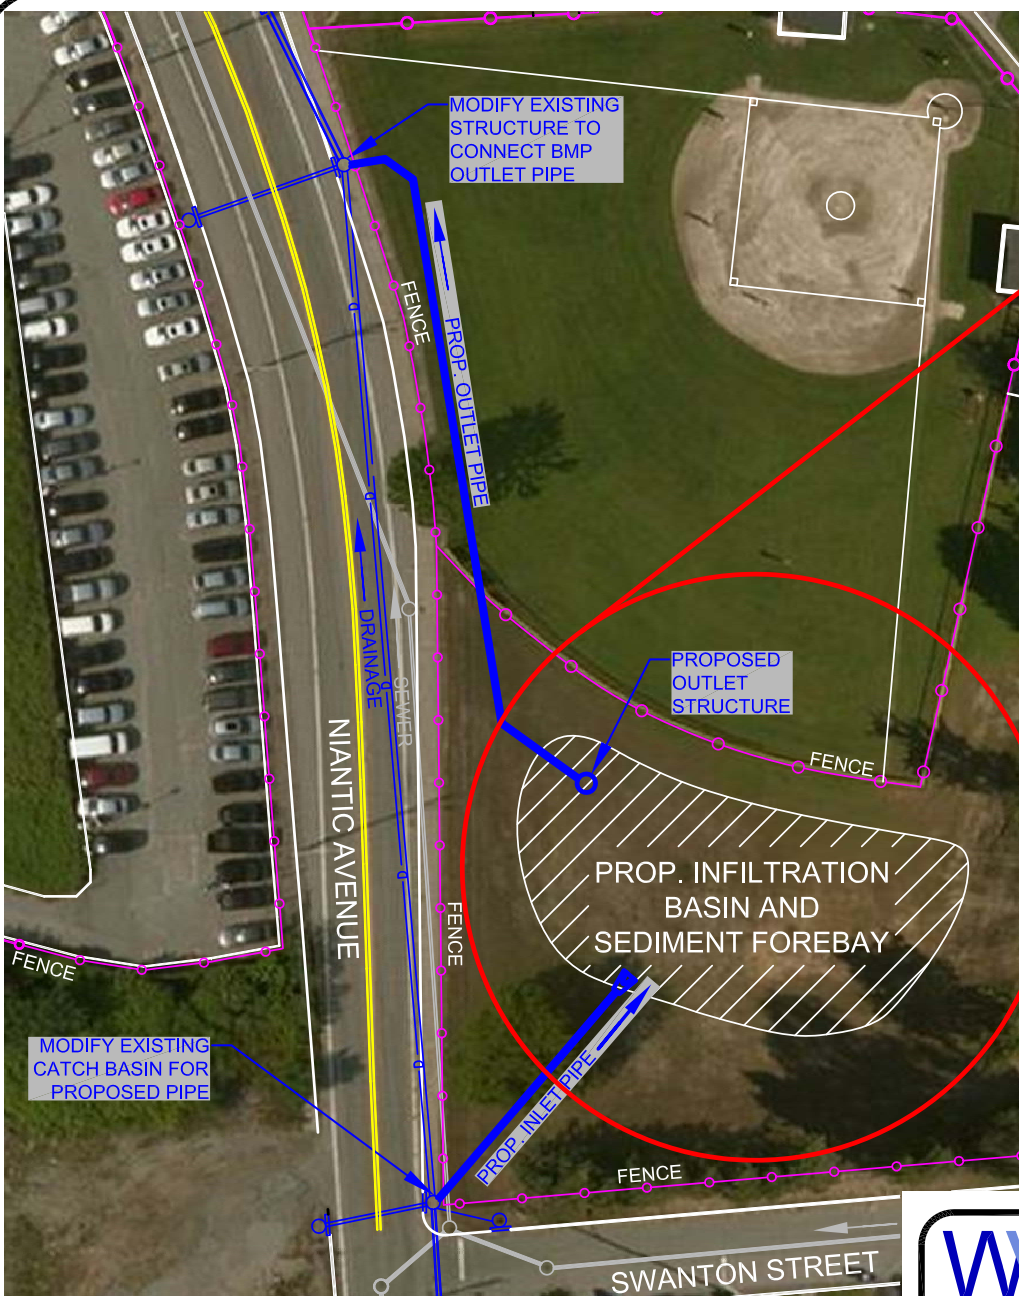 MODIFY EXISTING
STRUCTURE TO
CONNECT BMP
OUTLET PIPE
FENCE
PROP. OUTLET PIPE
DRAINAGE
SEWER
PROPOSED
OUTLET
STRUCTURE
NIANTIC AVENUE
FENCE
PROP. INFILTRATION
BASIN AND
SEDIMENT FOREBAY
FENCE
FENCE
MODIFY EXISTING
CATCH BASIN FOR
PROPOSED PIPE
PROP. INLET PIPE
FENCE
SWANTON STREET
W